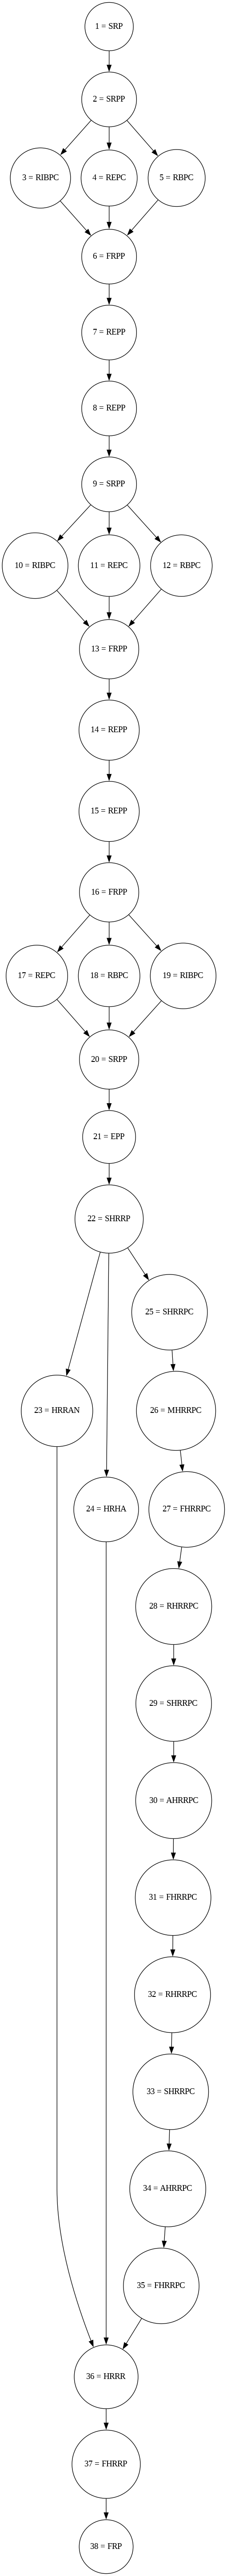 1 = SRP
2 = SRPP
3 = RIBPC
4 = REPC
5 = RBPC
6 = FRPP
7 = REPP
8 = REPP
9 = SRPP
10 = RIBPC
11 = REPC
12 = RBPC
13 = FRPP
14 = REPP
15 = REPP
16 = FRPP
17 = REPC
18 = RBPC
19 = RIBPC
20 = SRPP
21 = EPP
22 = SHRRP
25 = SHRRPC
23 = HRRAN
26 = MHRRPC
24 = HRHA
27 = FHRRPC
28 = RHRRPC
29 = SHRRPC
30 = AHRRPC
31 = FHRRPC
32 = RHRRPC
33 = SHRRPC
34 = AHRRPC
35 = FHRRPC
36 = HRRR
37 = FHRRP
38 = FRP